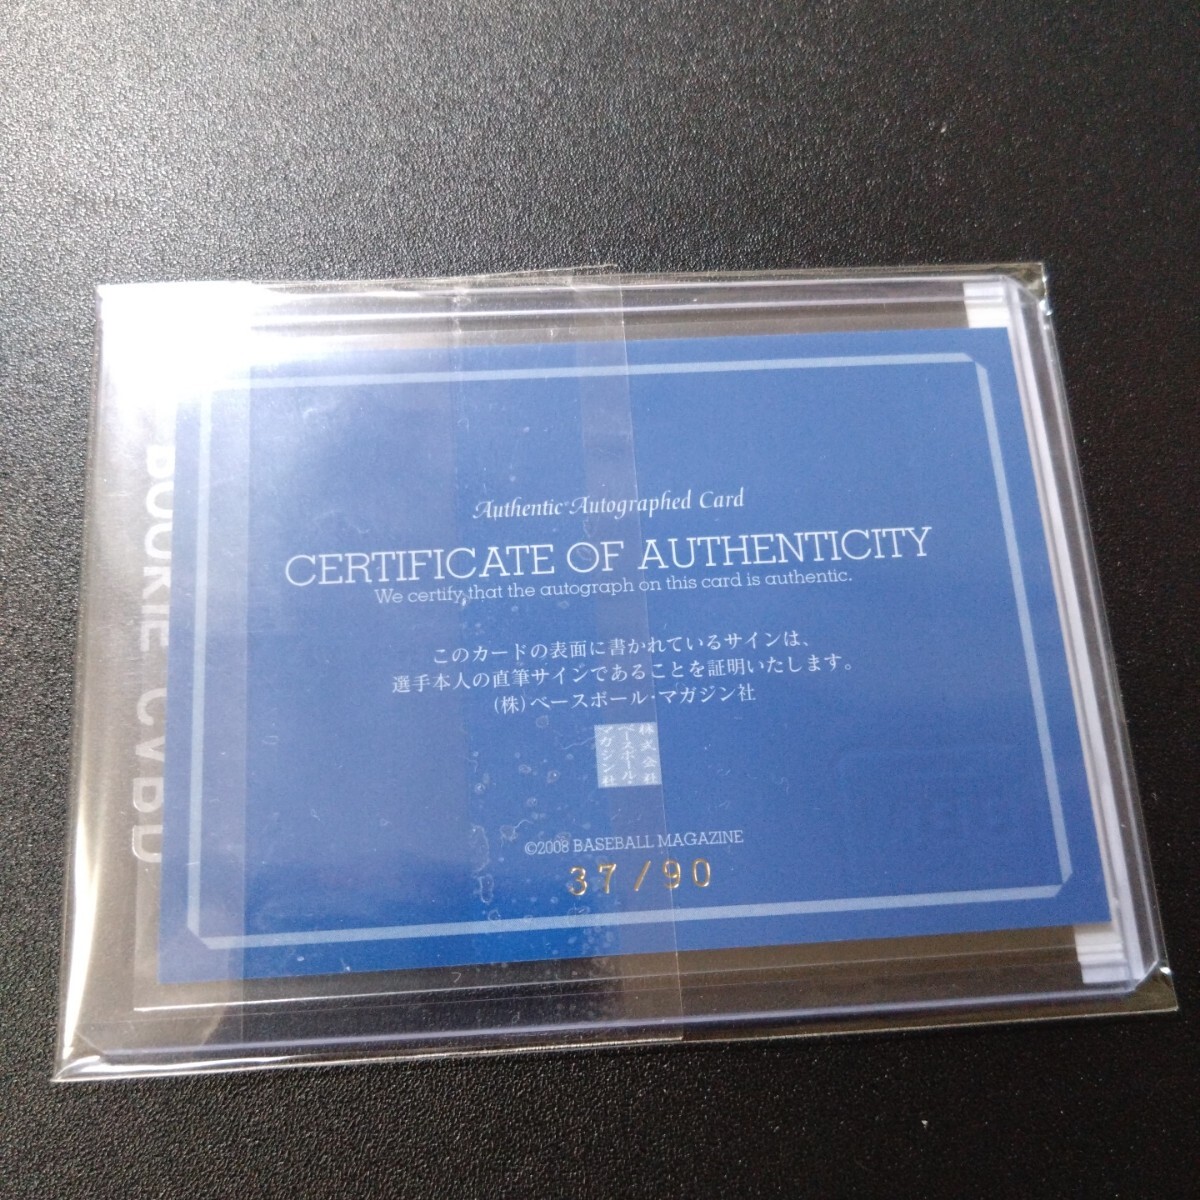 Authentic Autographed Card
CERTIFICATE OF AUTHENTICITY
We certify that the autograph on this card is authentic.
このカードの表面に書かれているサインは、
選手本人の直筆サインであることを証明いたします。
(株)ベースボール・マガジン社
株式会社
ベースボール・
マガジン社
©2008 BASEBALL MAGAZINE
37/90
ROOKIE CARD